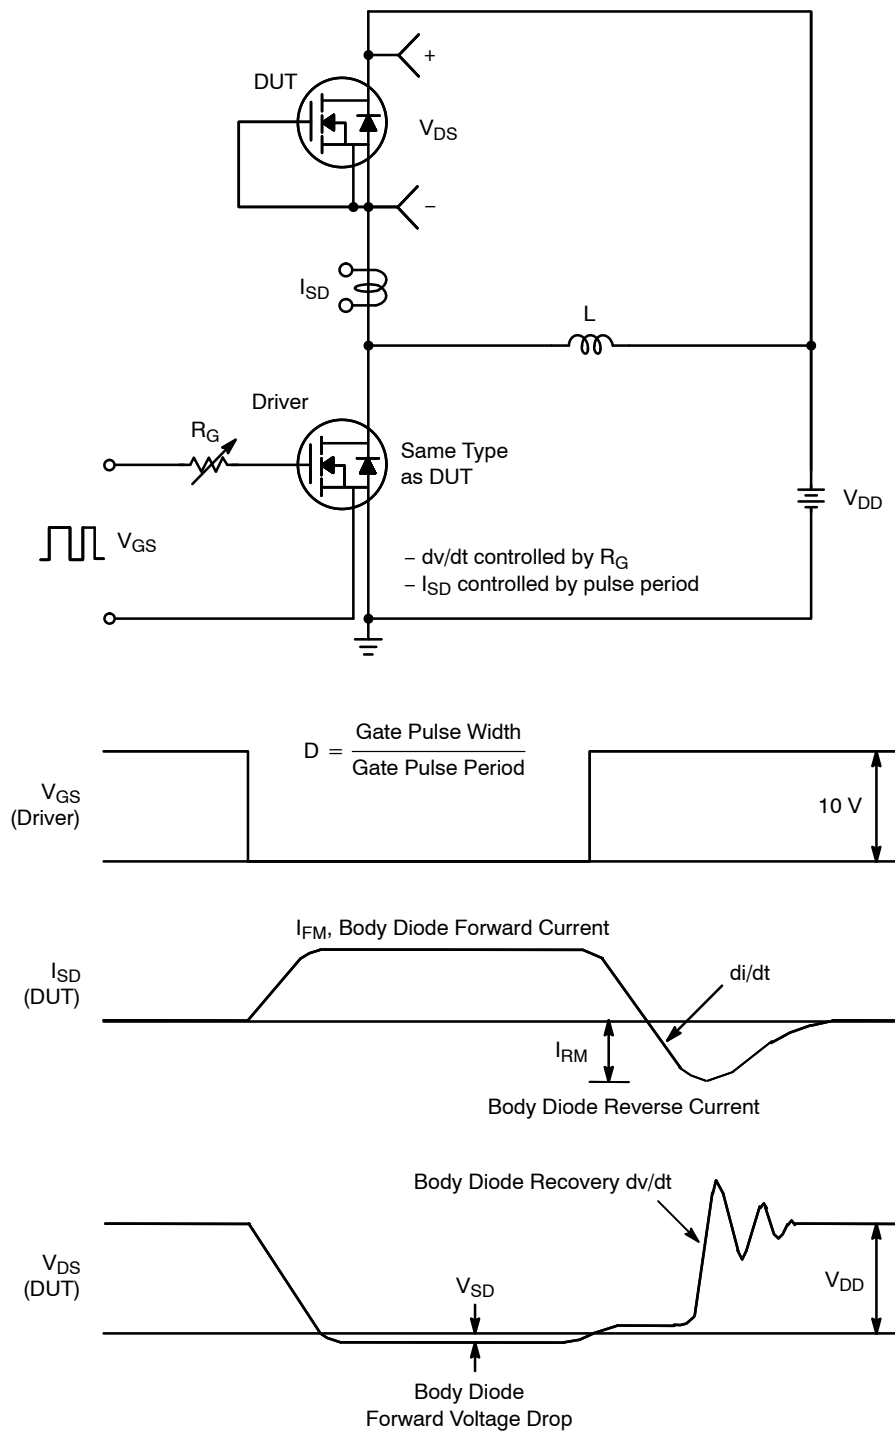 +
DUT
V_DS
–
I_SD
L
Driver
R_G
Same Type
as DUT
V_DD
V_GS
– dv/dt controlled by R_G
– I_SD controlled by pulse period
D = Gate Pulse Width
Gate Pulse Period
V_GS
(Driver)
10 V
I_FM, Body Diode Forward Current
I_SD
(DUT)
di/dt
I_RM
Body Diode Reverse Current
Body Diode Recovery dv/dt
V_DS
(DUT)
V_SD
V_DD
Body Diode
Forward Voltage Drop